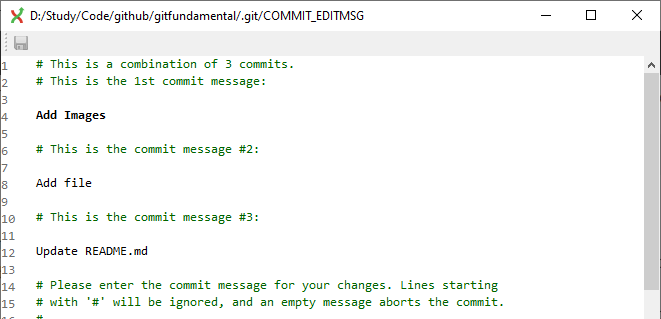 D:/Study/Code/github/gitfundamental/.git/COMMIT_EDITMSG
1 # This is a combination of 3 commits.
2 # This is the 1st commit message:
3
4 Add Images
5
6 # This is the commit message #2:
7
8 Add file
9
10 # This is the commit message #3:
11
12 Update README.md
13
14 # Please enter the commit message for your changes. Lines starting
15 # with '#' will be ignored, and an empty message aborts the commit.
16 #